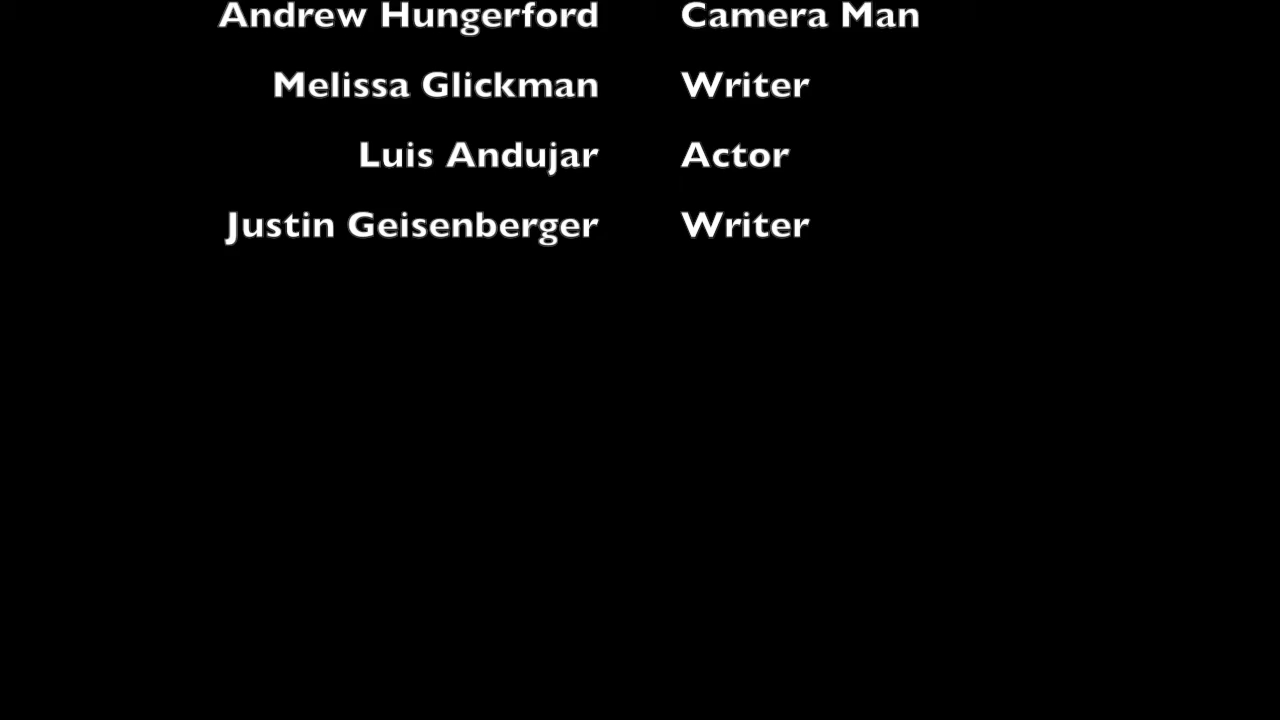 Andrew Hungerford Camera Man
Melissa Glickman Writer
Luis Andujar Actor
Justin Geisenberger Writer